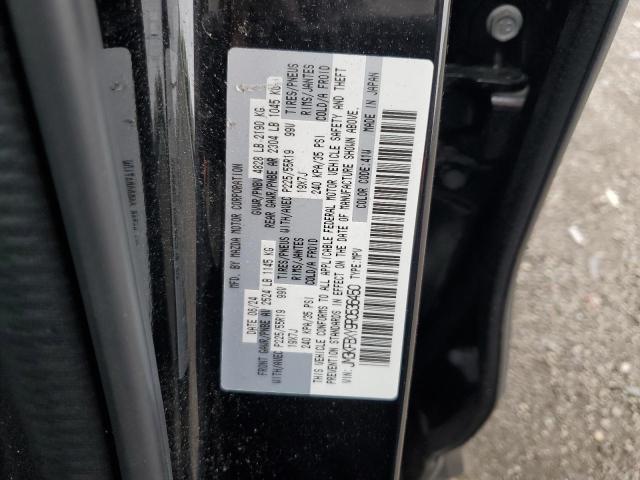 MFD. BY MAZDA MOTOR CORPORATION
DATE 06/24 GVWR/PNBV 4828 LB 2190 KG
FRONT GAWR/PNBE AV 2524 LB 1145 KG REAR GAWR/PNBE AR 2304 LB 1045 KG
WITH/AVEC P225/55R19 99V TIRES/PNEUS WITH/AVEC P225/55R19 99V TIRES/PNEUS
19X7J RIMS/JANTES 19X7J RIMS/JANTES
240 KPA/35 PSI COLD/A FROID 240 KPA/35 PSI COLD/A FROID
THIS VEHICLE CONFORMS TO ALL APPLICABLE FEDERAL MOTOR VEHICLE SAFETY AND THEFT
PREVENTION STANDARDS IN EFFECT ON THE DATE OF MANUFACTURE SHOWN ABOVE.
VIN: JM3KFBXY9R0538450 TYPE:MPV COLOR CODE:41W MADE IN JAPAN